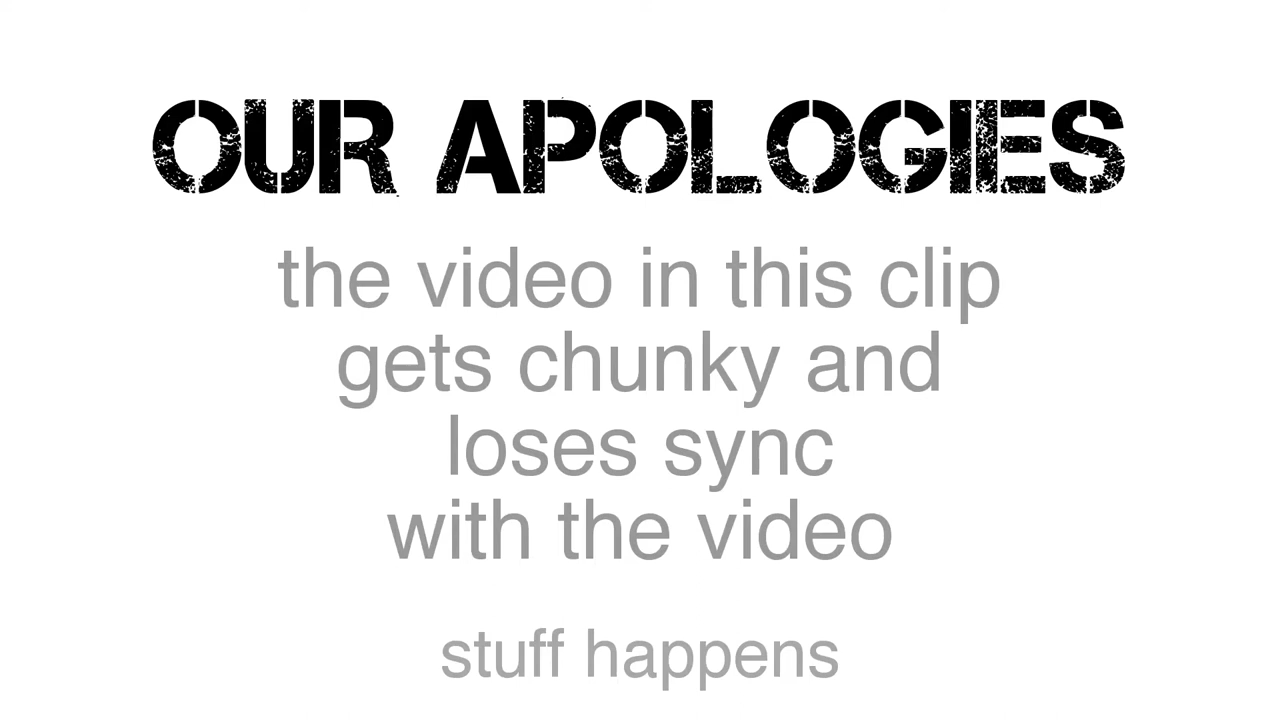 OUR APOLOGIES
the video in this clip
gets chunky and
loses sync
with the video
stuff happens